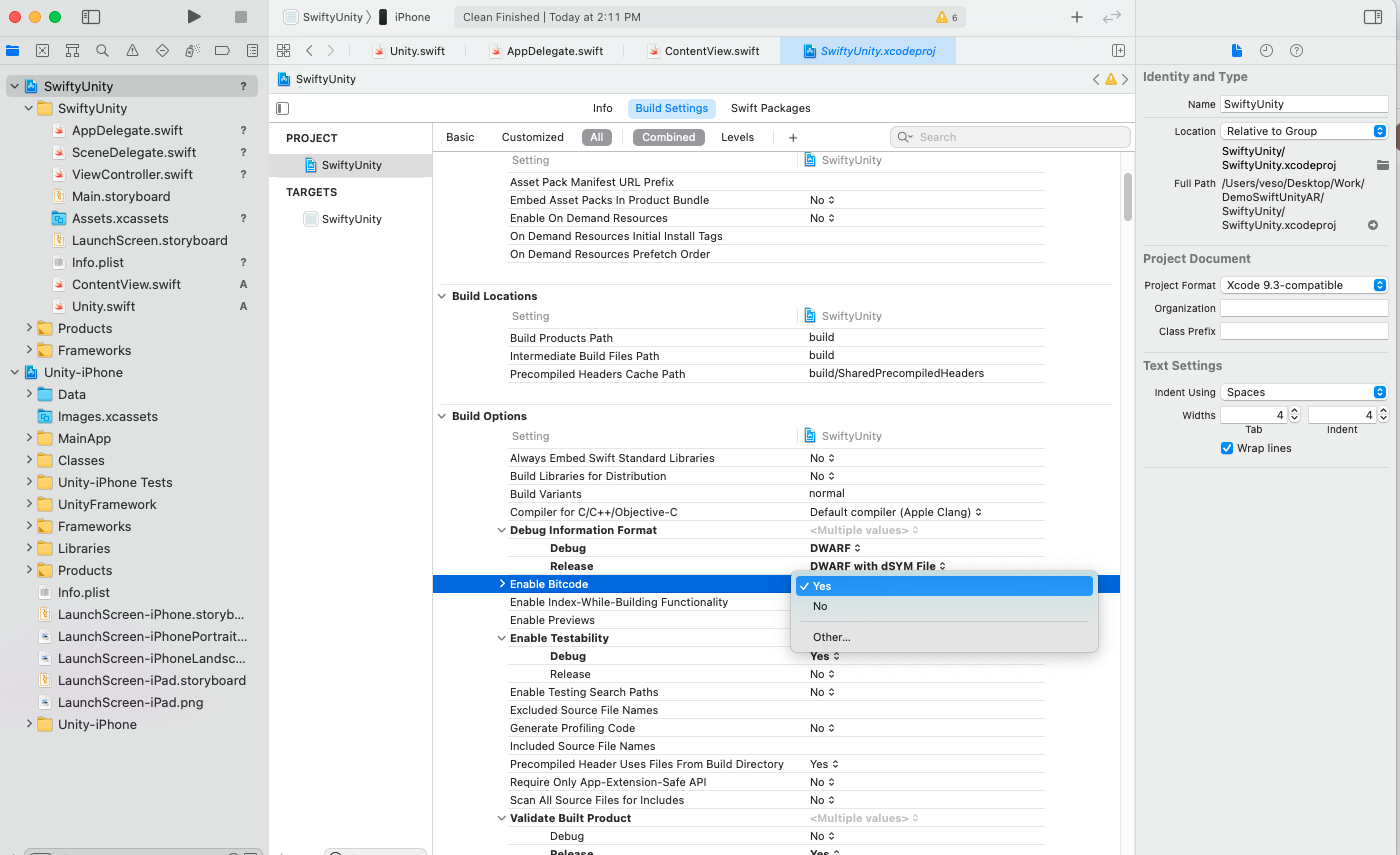 SwiftyUnity
iPhone
Clean Finished | Today at 2:11 PM
6
Unity.swift
AppDelegate.swift
ContentView.swift
SwiftyUnity.xcodeproj
SwiftyUnity ?
SwiftyUnity
AppDelegate.swift ?
SceneDelegate.swift ?
ViewController.swift ?
Main.storyboard
Assets.xcassets ?
LaunchScreen.storyboard
Info.plist ?
ContentView.swift A
Unity.swift A
Products
Frameworks
Unity-iPhone
Data
Images.xcassets
MainApp
Classes
Unity-iPhone Tests
UnityFramework
Frameworks
Libraries
Products
Info.plist
LaunchScreen-iPhone.storyb...
LaunchScreen-iPhonePortrait...
LaunchScreen-iPhoneLandsc...
LaunchScreen-iPad.storyboard
LaunchScreen-iPad.png
Unity-iPhone
SwiftyUnity
Info Build Settings Swift Packages
PROJECT
SwiftyUnity
TARGETS
SwiftyUnity
Basic Customized All Combined Levels + Search
Setting SwiftyUnity
Asset Pack Manifest URL Prefix
Embed Asset Packs In Product Bundle No
Enable On Demand Resources No
On Demand Resources Initial Install Tags
On Demand Resources Prefetch Order
Build Locations
Setting SwiftyUnity
Build Products Path build
Intermediate Build Files Path build
Precompiled Headers Cache Path build/SharedPrecompiledHeaders
Build Options
Setting SwiftyUnity
Always Embed Swift Standard Libraries No
Build Libraries for Distribution No
Build Variants normal
Compiler for C/C++/Objective-C Default compiler (Apple Clang)
Debug Information Format <Multiple values>
Debug DWARF
Release DWARF with dSYM File
Enable Bitcode
Yes
No
Other...
Enable Index-While-Building Functionality
Enable Previews
Enable Testability
Debug Yes
Release No
Enable Testing Search Paths No
Excluded Source File Names
Generate Profiling Code No
Included Source File Names
Precompiled Header Uses Files From Build Directory Yes
Require Only App-Extension-Safe API No
Scan All Source Files for Includes No
Validate Built Product <Multiple values>
Debug No
Release Yes
Identity and Type
Name SwiftyUnity
Location Relative to Group
SwiftyUnity/
SwiftyUnity.xcodeproj
Full Path /Users/veso/Desktop/Work/
DemoSwiftUnityAR/
SwiftyUnity/
SwiftyUnity.xcodeproj
Project Document
Project Format Xcode 9.3-compatible
Organization
Class Prefix
Text Settings
Indent Using Spaces
Widths 4 4
Tab Indent
Wrap lines